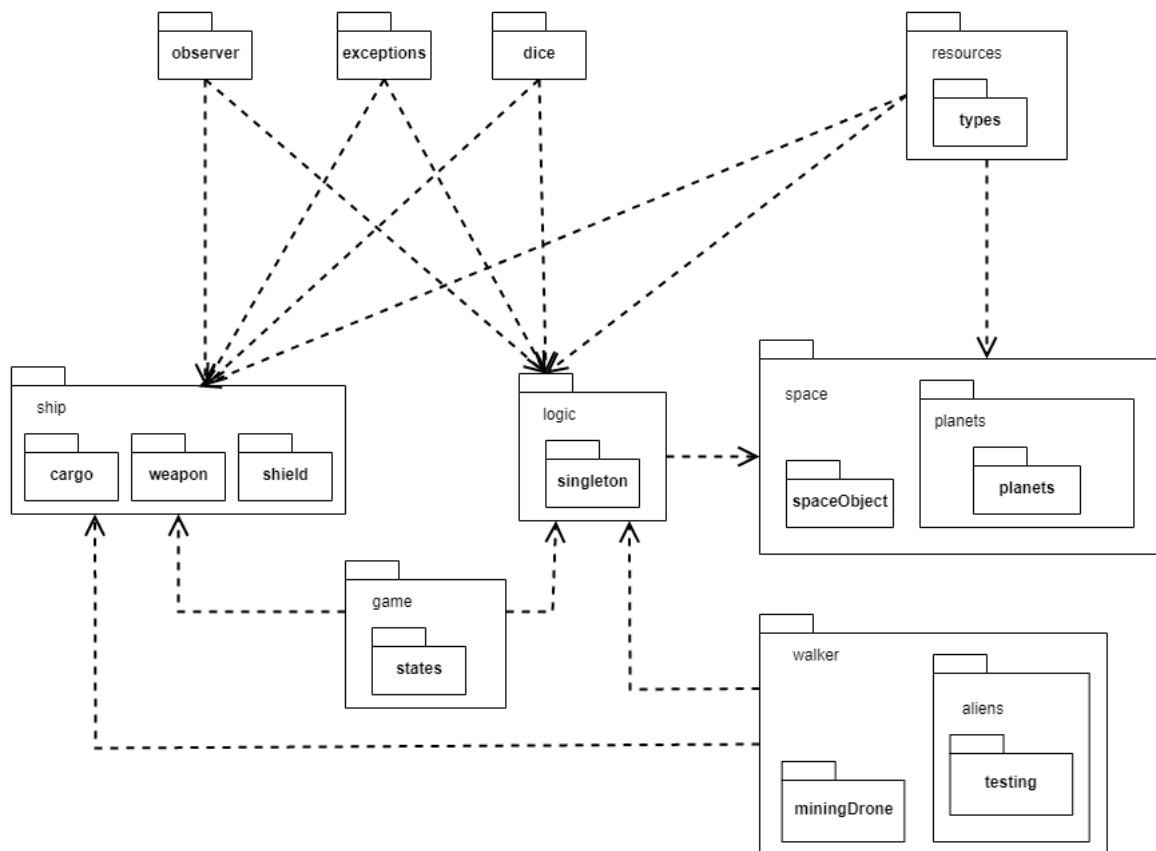 observer
exceptions
dice
resources
types
ship
cargo
weapon
shield
logic
singleton
space
spaceObject
planets
planets
game
states
walker
miningDrone
aliens
testing